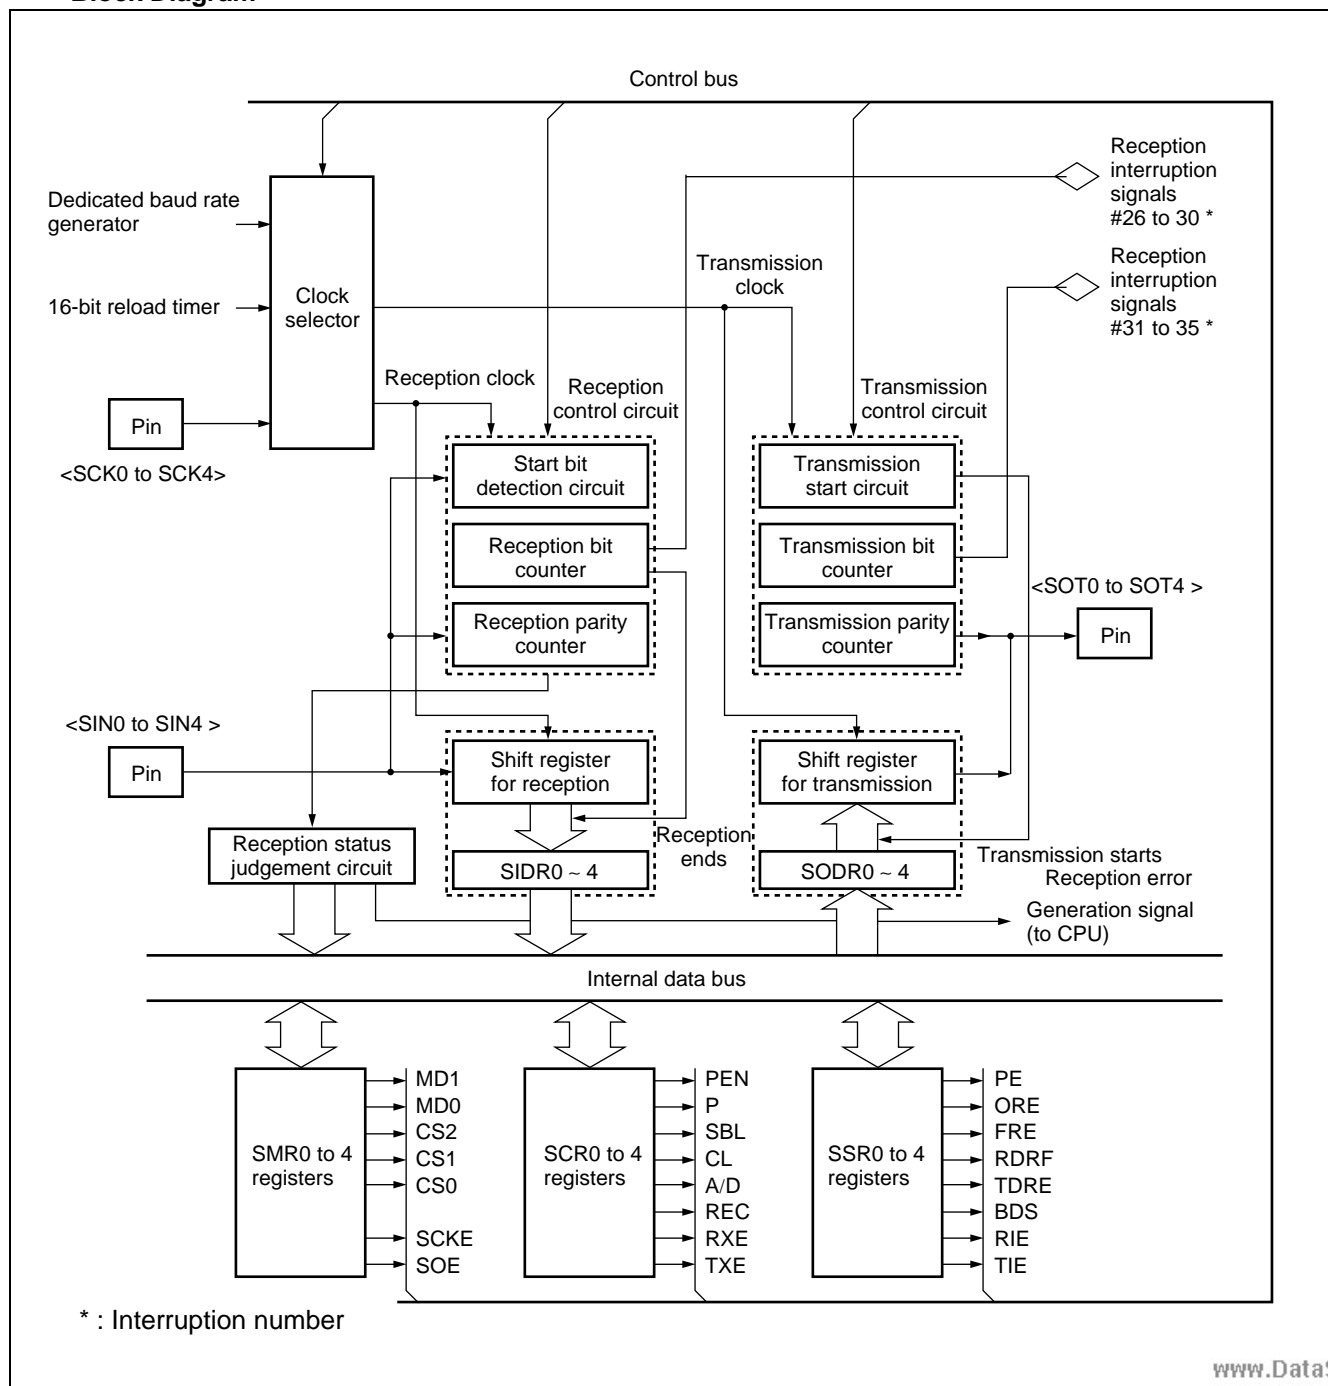 Block Diagram
Control bus
Reception
interruption
signals
#26 to 30 *
Dedicated baud rate
generator
Reception
interruption
signals
#31 to 35 *
Transmission
clock
16-bit reload timer
Clock
selector
Reception clock
Reception
control circuit
Transmission
control circuit
Pin
<SCK0 to SCK4>
Start bit
detection circuit
Transmission
start circuit
Reception bit
counter
Transmission bit
counter
<SOT0 to SOT4 >
Reception parity
counter
Transmission parity
counter
Pin
<SIN0 to SIN4 >
Pin
Shift register
for reception
Shift register
for transmission
Reception status
judgement circuit
Reception
ends
SIDR0 ~ 4
SODR0 ~ 4
Transmission starts
Reception error
Generation signal
(to CPU)
Internal data bus
SMR0 to 4
registers
MD1
MD0
CS2
CS1
CS0
SCKE
SOE
SCR0 to 4
registers
PEN
P
SBL
CL
A/D
REC
RXE
TXE
SSR0 to 4
registers
PE
ORE
FRE
RDRF
TDRE
BDS
RIE
TIE
* : Interruption number